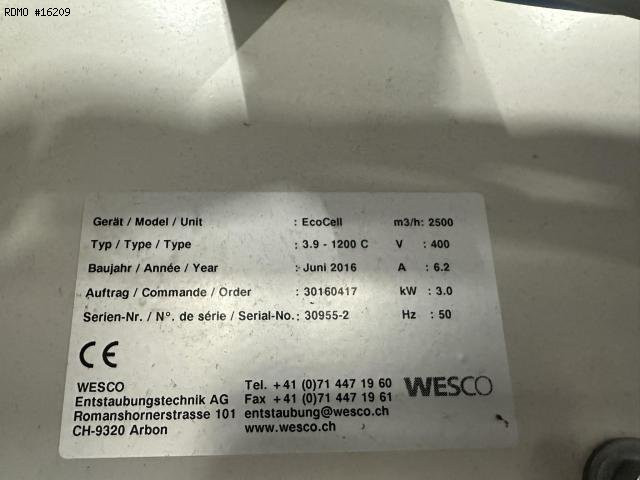 RDMO #16209
Gerät / Model / Unit : EcoCell m3/h: 2500
Typ / Type / Type : 3.9 - 1200 C V : 400
Baujahr / Année / Year : Juni 2016 A : 6.2
Auftrag / Commande / Order : 30160417 kW : 3.0
Serien-Nr. / N°. de série / Serial-No.: 30955-2 Hz : 50
CE
WESCO
Entstaubungstechnik AG
Romanshornerstrasse 101
CH-9320 Arbon
Tel. +41 (0)71 447 19 60
Fax +41 (0)71 447 19 61
entstaubung@wesco.ch
www.wesco.ch
WESCO